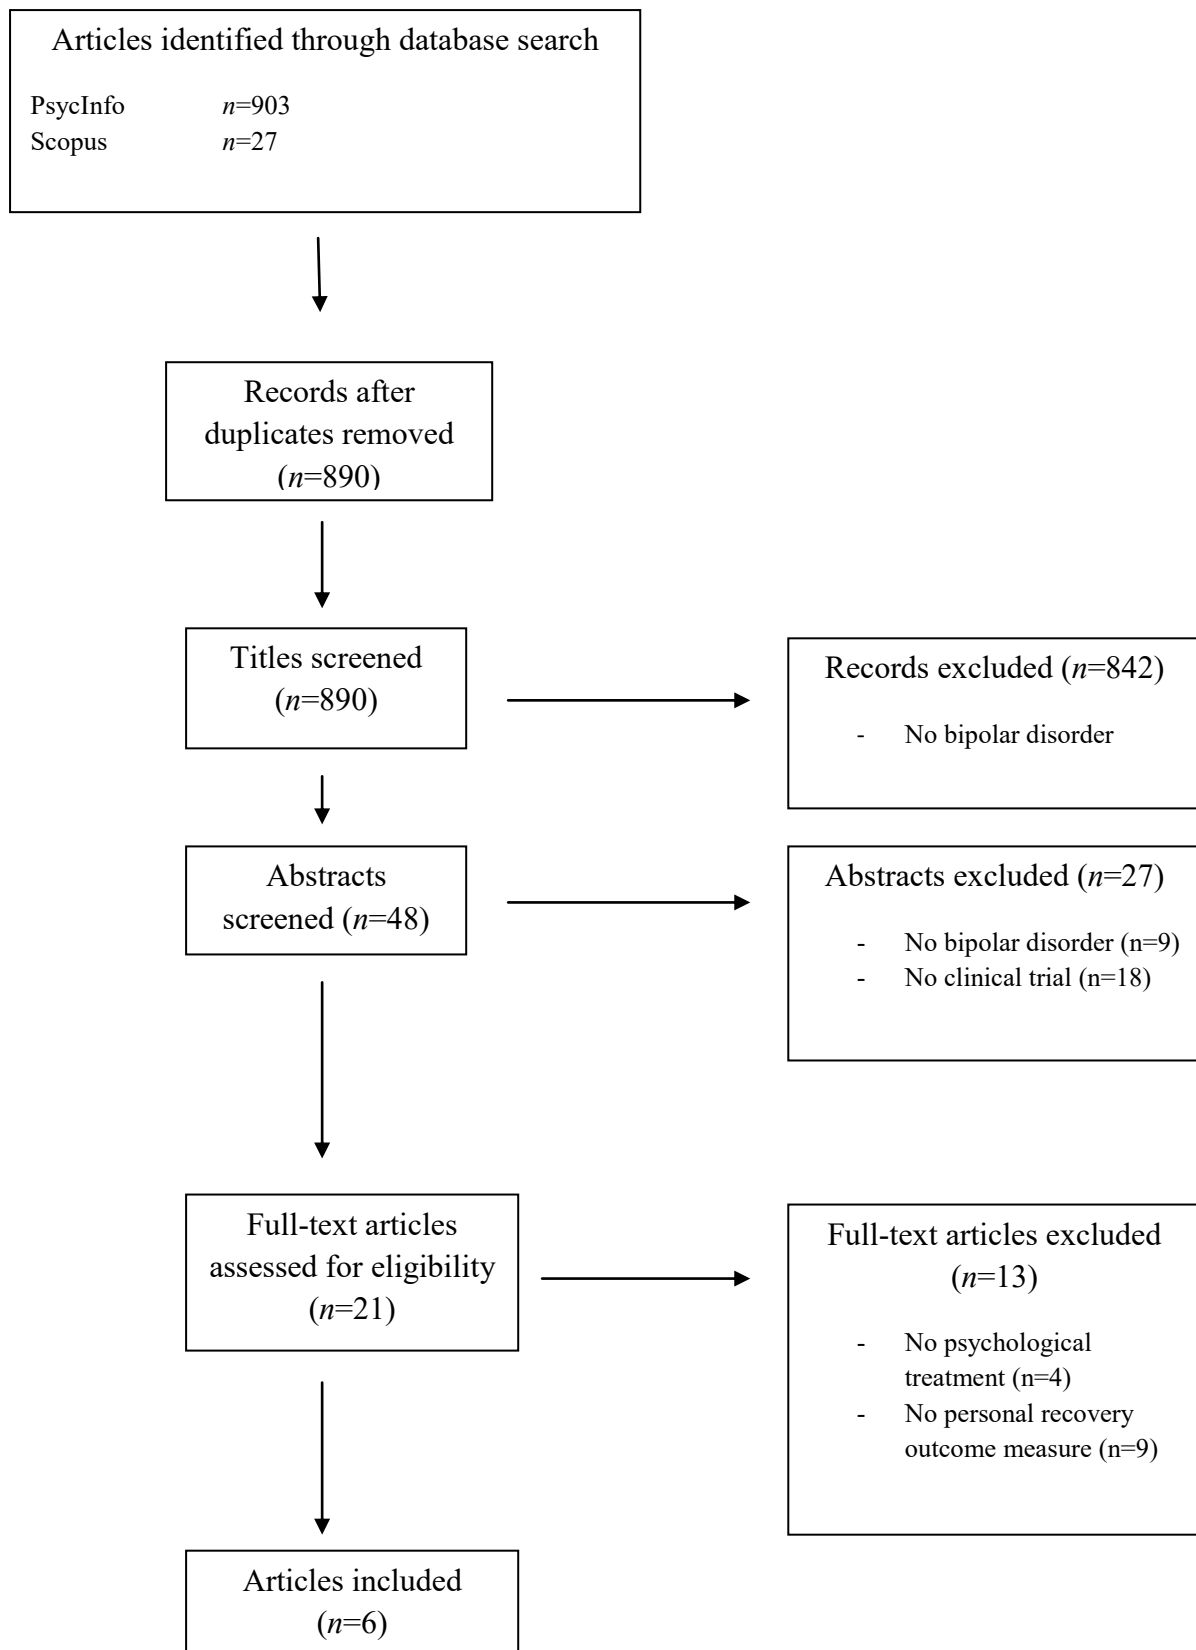 Articles identified through database search
PsycInfo n=903
Scopus n=27
Records after
duplicates removed
(n=890)
Titles screened
(n=890)
Records excluded (n=842)
- No bipolar disorder
Abstracts
screened (n=48)
Abstracts excluded (n=27)
- No bipolar disorder (n=9)
- No clinical trial (n=18)
Full-text articles
assessed for eligibility
(n=21)
Full-text articles excluded
(n=13)
- No psychological
treatment (n=4)
- No personal recovery
outcome measure (n=9)
Articles included
(n=6)